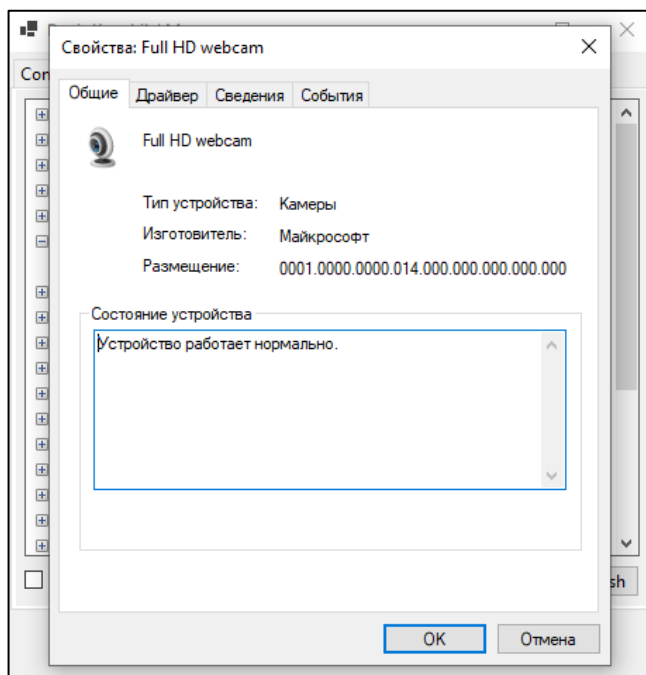 Свойства: Full HD webcam
Con
Общие Драйвер Сведения События
Full HD webcam
Тип устройства: Камеры
Изготовитель: Майкрософт
Размещение: 0001.0000.0000.014.000.000.000.000.000
Состояние устройства
Устройство работает нормально.
sh
OK Отмена